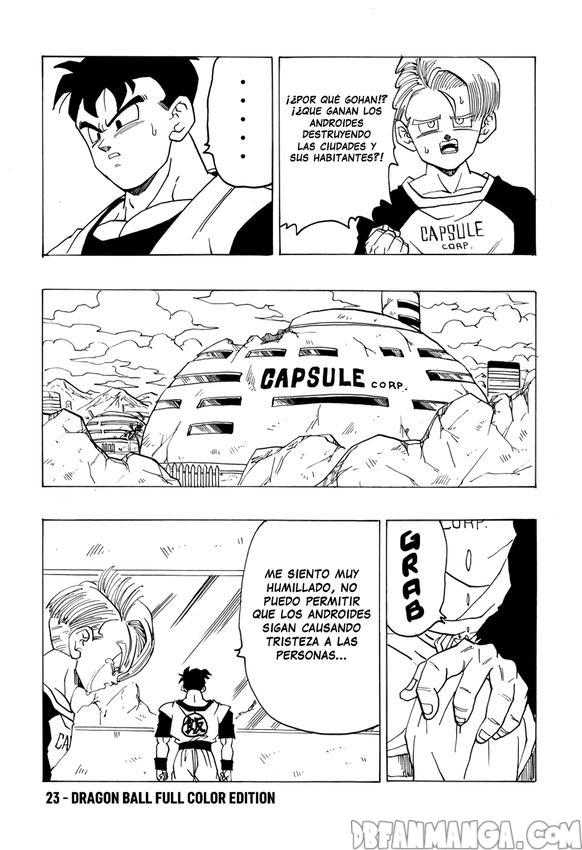 .....
¡¿POR QUÉ GOHAN!?
¡¿QUE GANAN LOS
ANDROIDES
DESTRUYENDO
LAS CIUDADES Y
SUS HABITANTES?!
CAPSULE
CORP.
CAPSULE CORP.
ME SIENTO MUY
HUMILLADO, NO
PUEDO PERMITIR
QUE LOS ANDROIDES
SIGAN CAUSANDO
TRISTEZA A LAS
PERSONAS...
飯
CA
CORP.
GRAB
23 - DRAGON BALL FULL COLOR EDITION
DBFANMANGA.COM